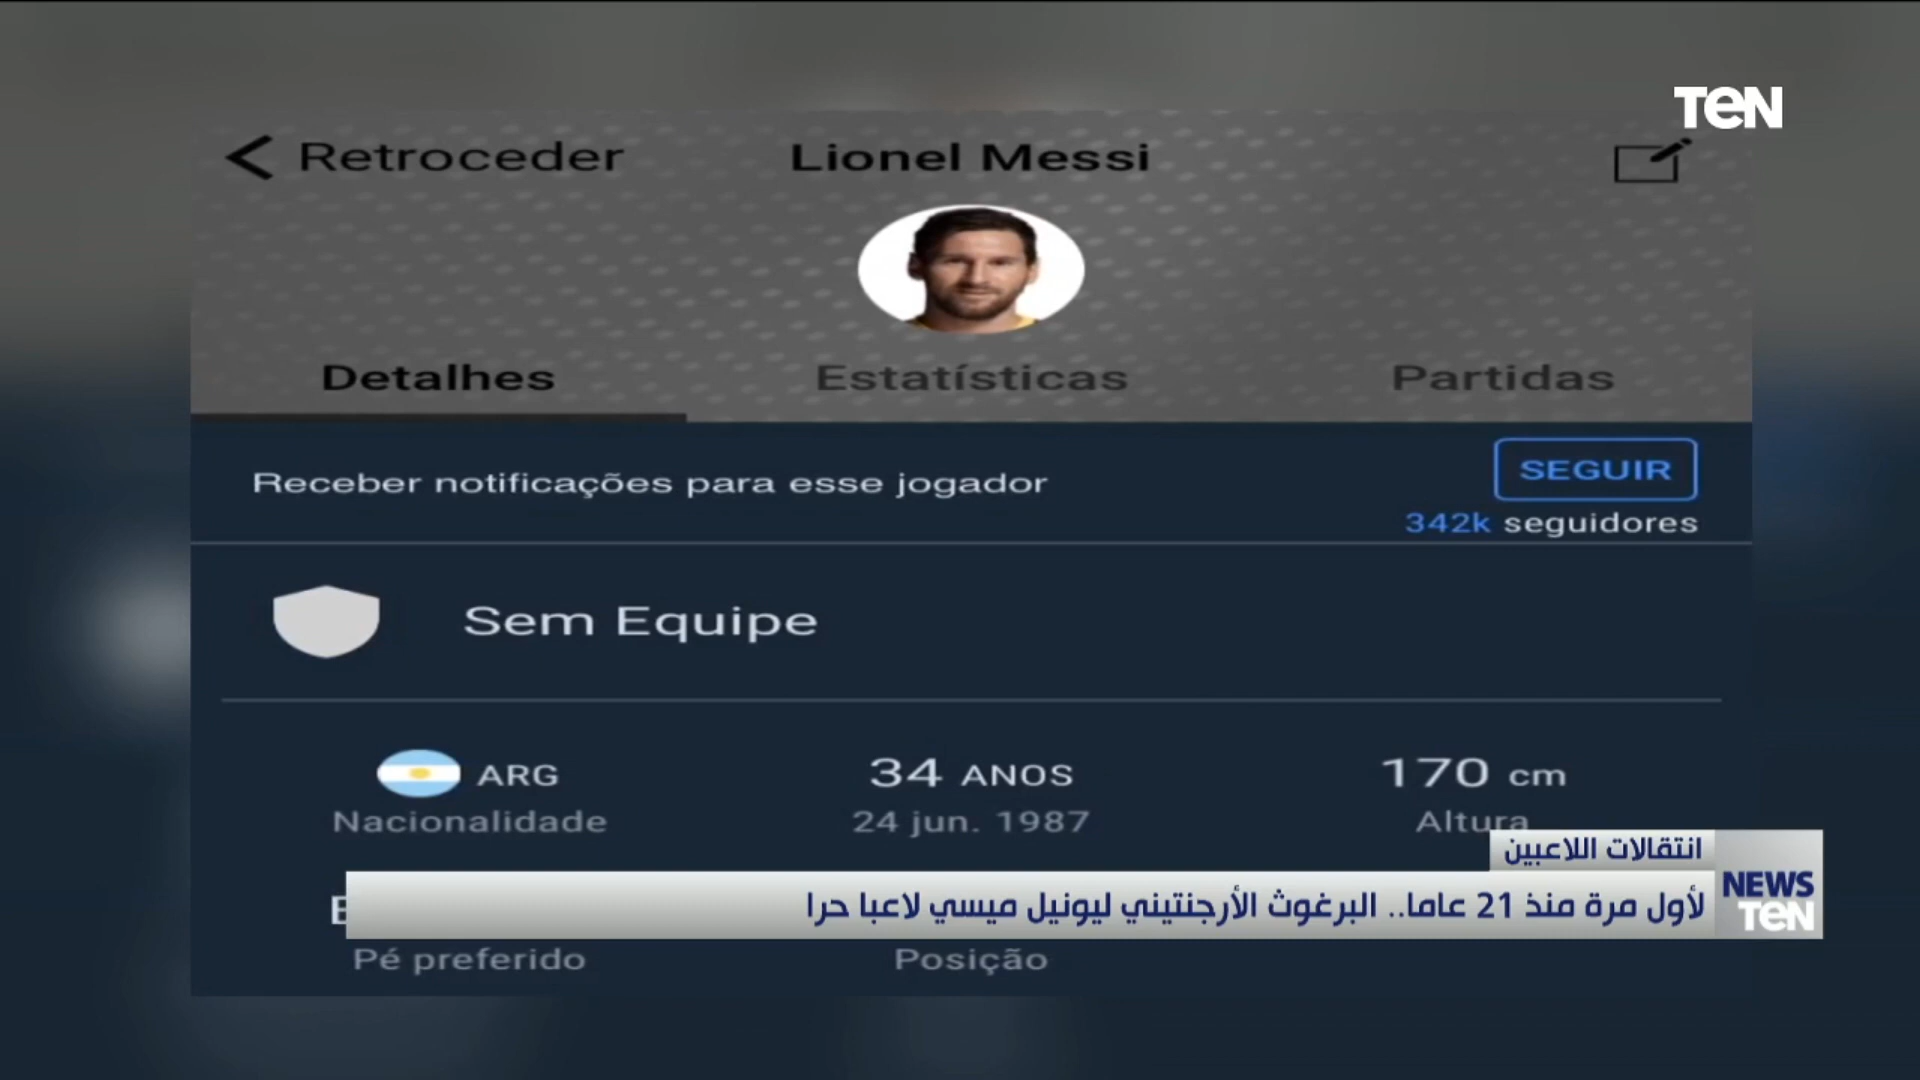 TeN
Retroceder
Lionel Messi
Detalhes
Estatísticas
Partidas
Receber notificações para esse jogador
SEGUIR
342k seguidores
Sem Equipe
ARG
Nacionalidade
34 ANOS
24 jun. 1987
170 cm
Altura
انتقالات اللاعبين
لأول مرة منذ 21 عاما.. البرغوث الأرجنتيني ليونيل ميسي لاعبا حرا
NEWS
TeN
Pé preferido
Posição